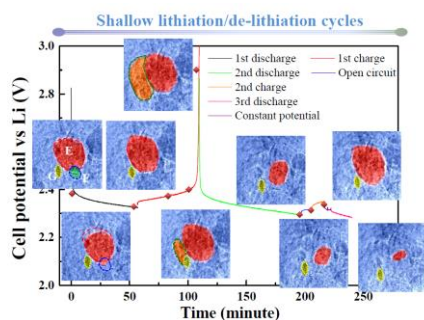 Shallow lithiation/de-lithiation cycles
Cell potential vs Li (V)
3.0
2.8
2.6
2.4
2.2
2.0
1st discharge
2nd discharge
2nd charge
3rd discharge
Constant potential
1st charge
Open circuit
E
G
F
0
50
100
150
200
250
Time (minute)